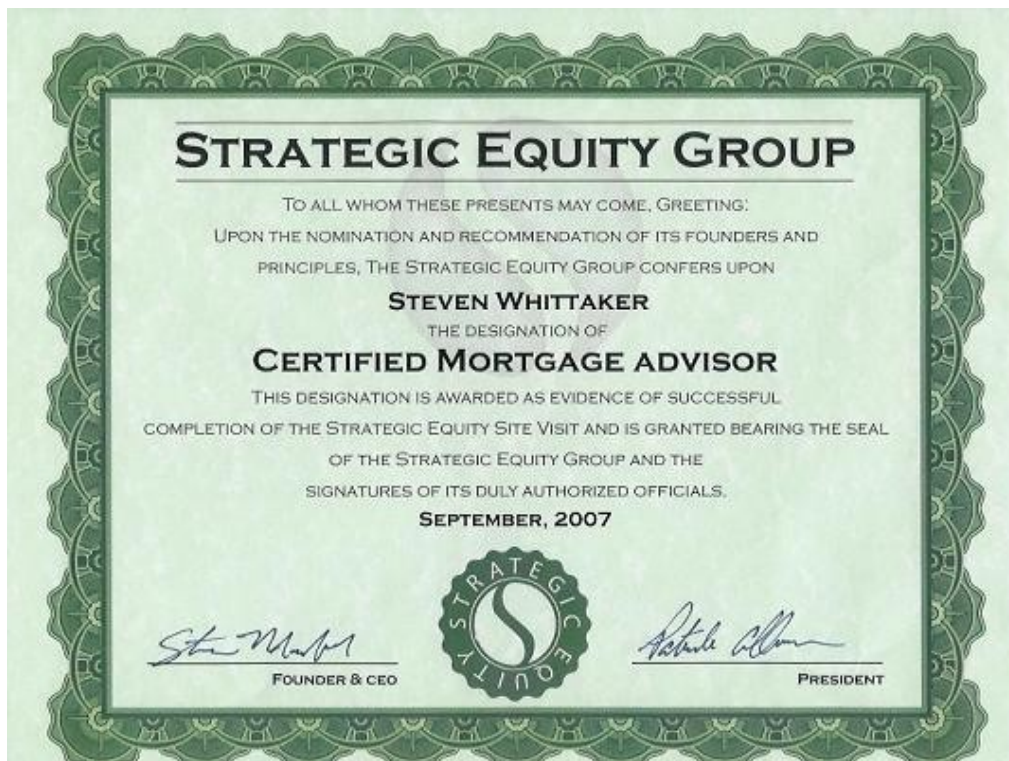 STRATEGIC EQUITY GROUP
TO ALL WHOM THESE PRESENTS MAY COME, GREETING:
UPON THE NOMINATION AND RECOMMENDATION OF ITS FOUNDERS AND
PRINCIPLES, THE STRATEGIC EQUITY GROUP CONFERS UPON
STEVEN WHITTAKER
THE DESIGNATION OF
CERTIFIED MORTGAGE ADVISOR
THIS DESIGNATION IS AWARDED AS EVIDENCE OF SUCCESSFUL
COMPLETION OF THE STRATEGIC EQUITY SITE VISIT AND IS GRANTED BEARING THE SEAL
OF THE STRATEGIC EQUITY GROUP AND THE
SIGNATURES OF ITS DULY AUTHORIZED OFFICIALS.
SEPTEMBER, 2007
STRATEGIC
EQUITY
FOUNDER & CEO
PRESIDENT